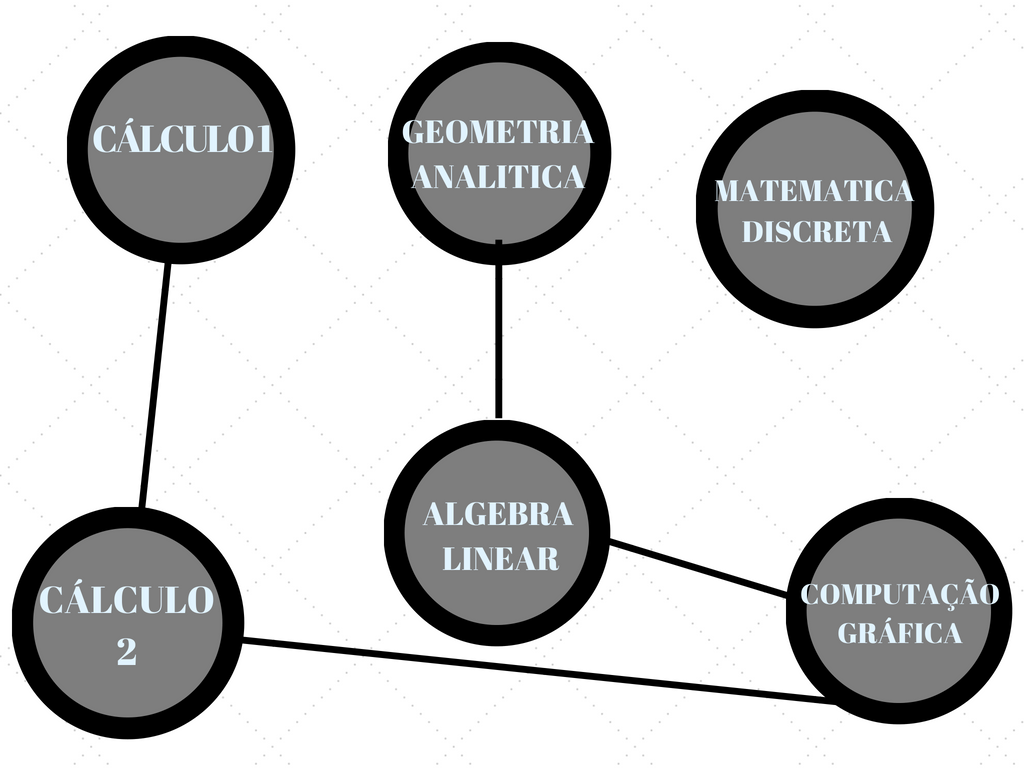 CÁLCULO1
GEOMETRIA
ANALITICA
MATEMATICA
DISCRETA
ALGEBRA
LINEAR
CÁLCULO
2
COMPUTAÇÃO
GRÁFICA